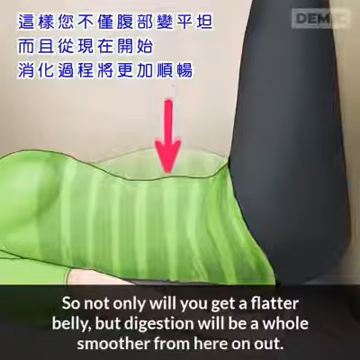 這樣您不僅腹部變平坦
而且從現在開始
消化過程將更加順暢
So not only will you get a flatter
belly, but digestion will be a whole
smoother from here on out.